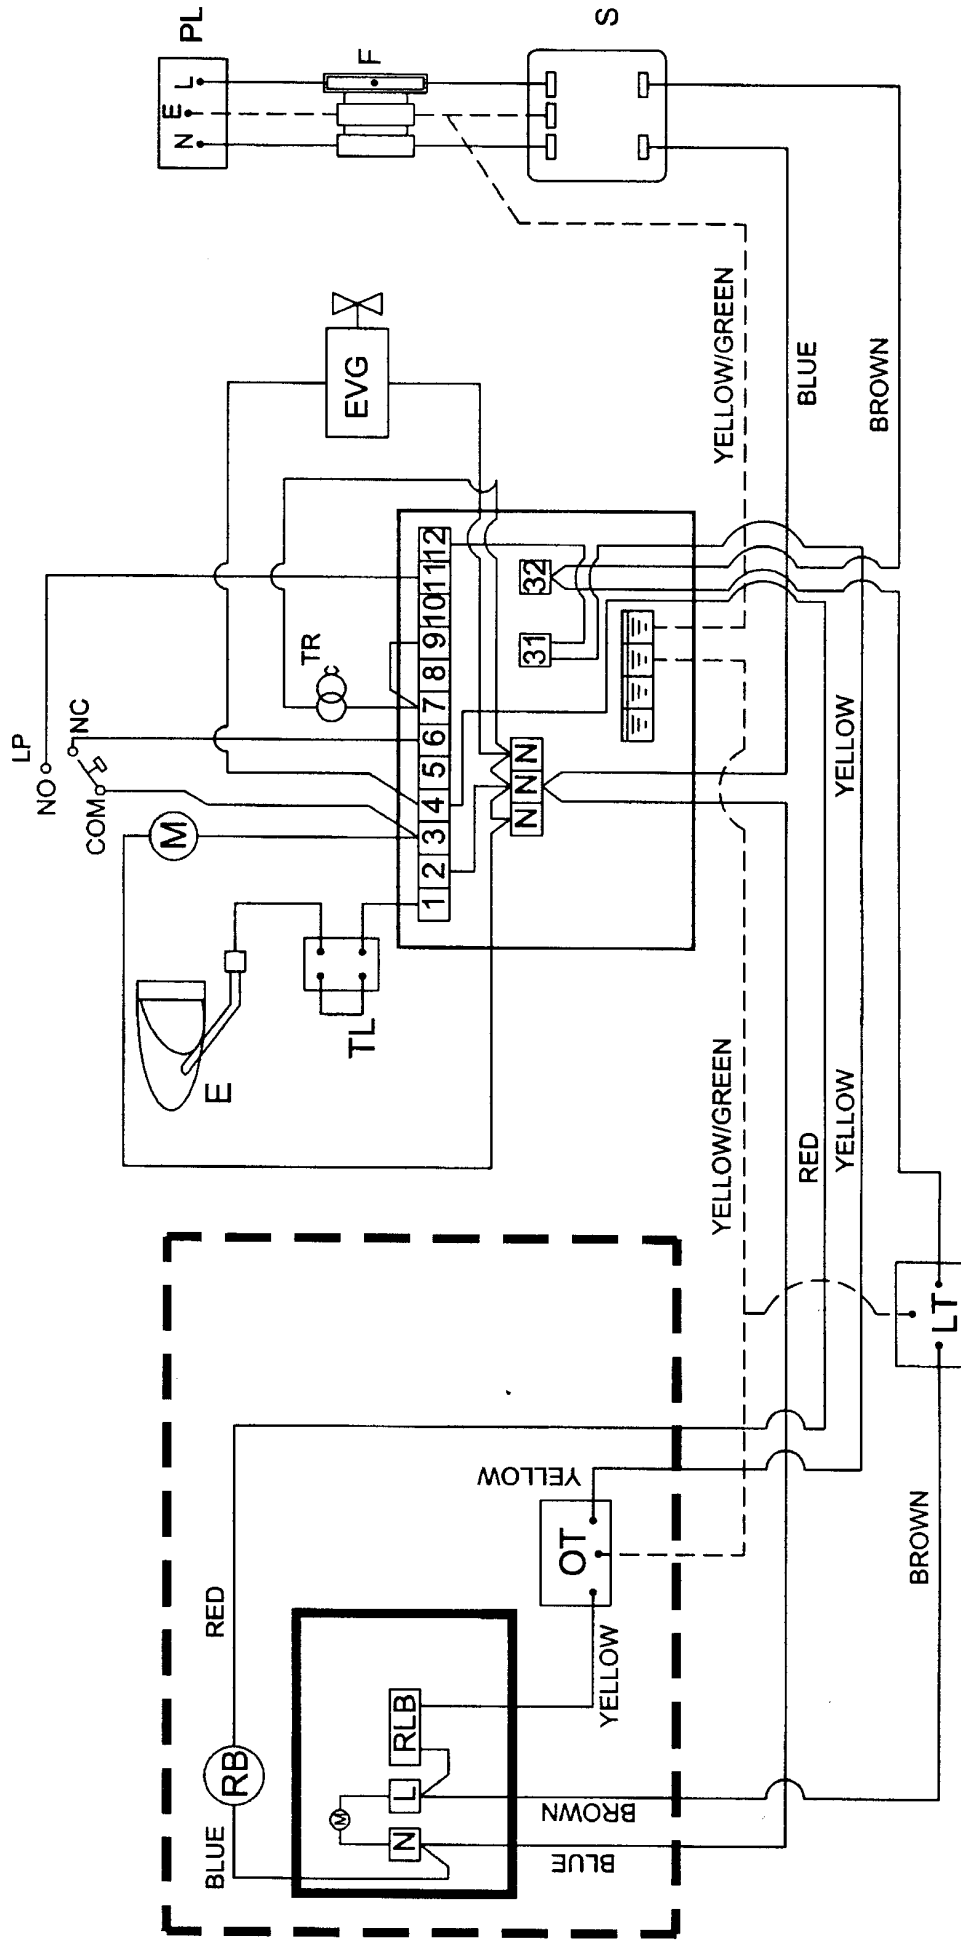 PL
N E L
F
S
LP
NO
NC
COM
M
TR
EVG
E
TL
1 2 3 4 5 6 7 8 9 10 11 12
31
32
N N N
YELLOW/GREEN
BLUE
BROWN
YELLOW
YELLOW/GREEN
RED
YELLOW
LT
BROWN
RED
BLUE
RB
M
N
L
RLB
OT
YELLOW
YELLOW
BROWN
BLUE